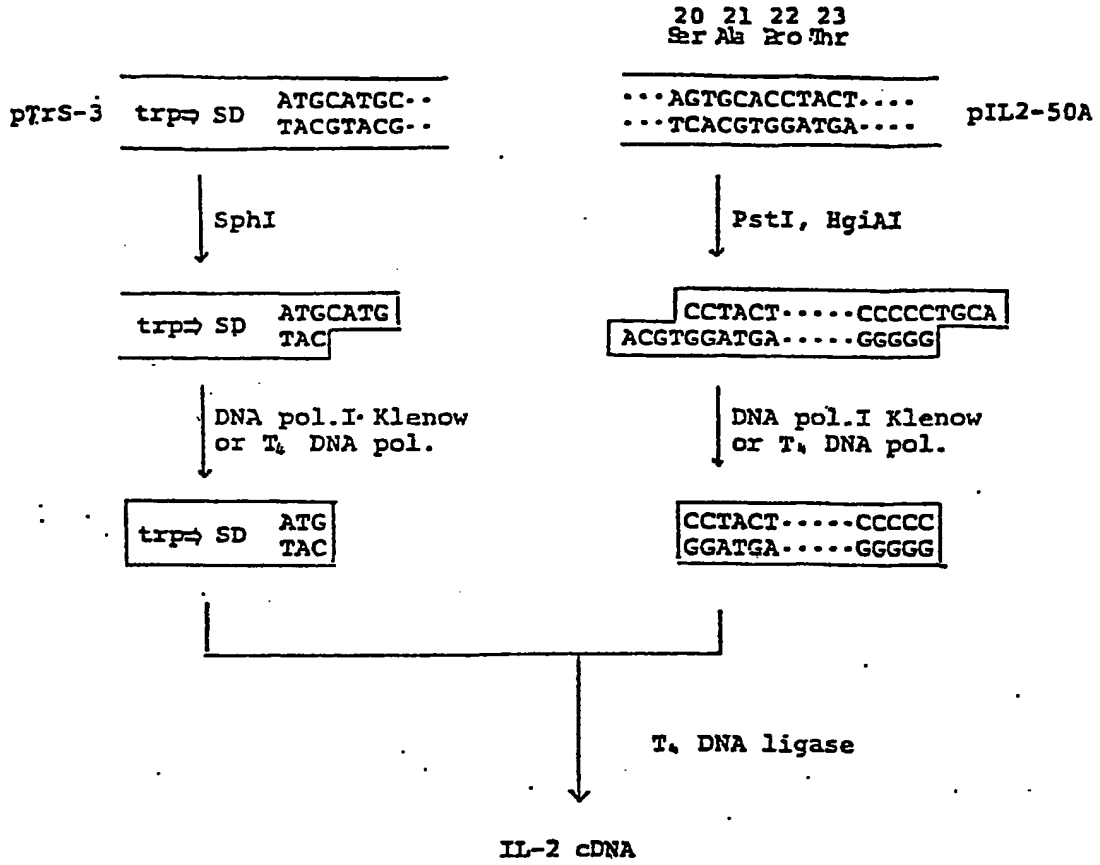 20 21 22 23
Ser Ala Pro Thr
pTrS-3 trp⇒ SD ATGCATGC··
TACGTACG··
···AGTGCACCTACT····
···TCACGTGGATGA····
pIL2-50A
SphI
PstI, HgiAI
trp⇒ SD ATGCATG
TAC
CCTACT·····CCCCCTGCA
ACGTGGATGA·····GGGGG
DNA pol.I· Klenow
or T₄ DNA pol.
DNA pol.I Klenow
or T₄ DNA pol.
trp⇒ SD ATG
TAC
CCTACT·····CCCCC
GGATGA·····GGGGG
T₄ DNA ligase
IL-2 cDNA